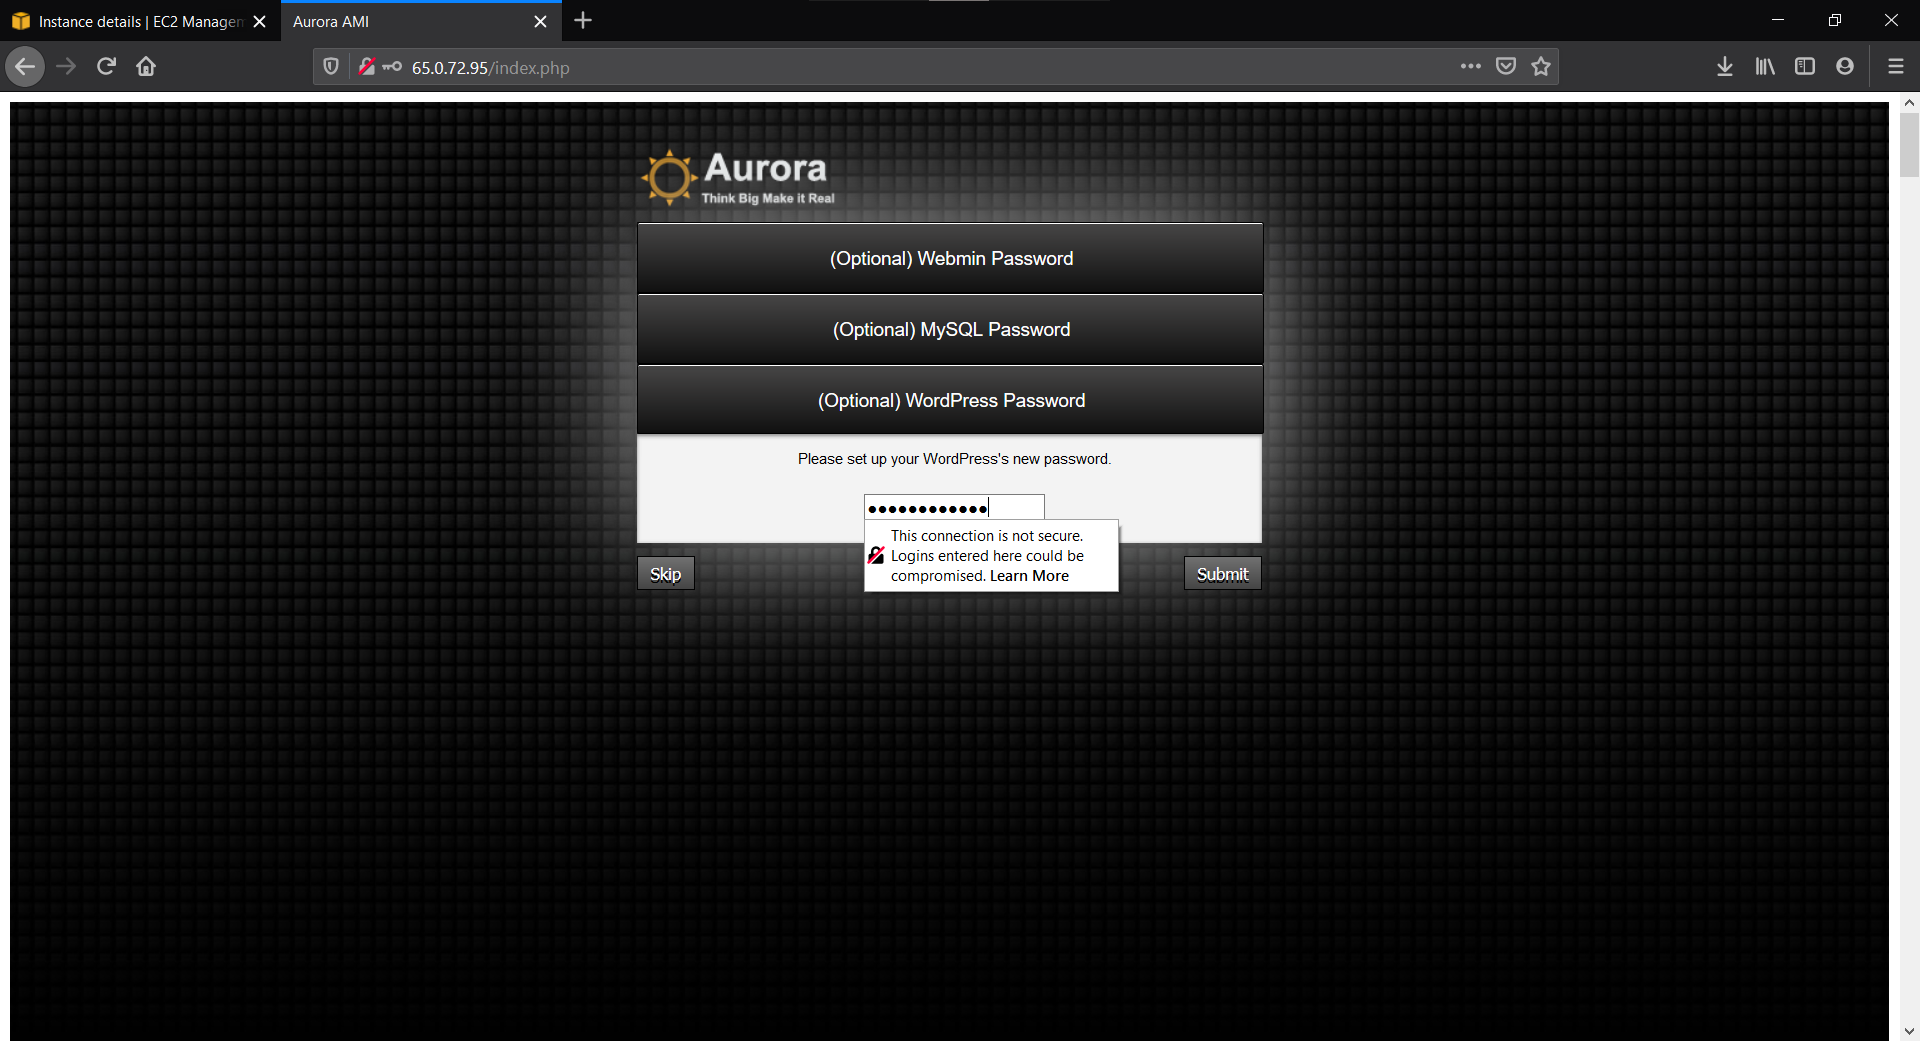 Instance details | EC2 Managem
Aurora AMI
65.0.72.95/index.php
Aurora
Think Big Make it Real
(Optional) Webmin Password
(Optional) MySQL Password
(Optional) WordPress Password
Please set up your WordPress's new password.
This connection is not secure.
Logins entered here could be
compromised. Learn More
Skip
Submit